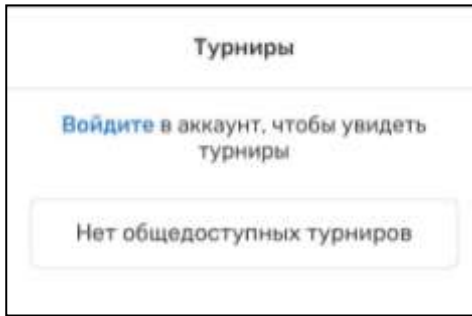 Турниры
Войдите в аккаунт, чтобы увидеть
турниры
Нет общедоступных турниров